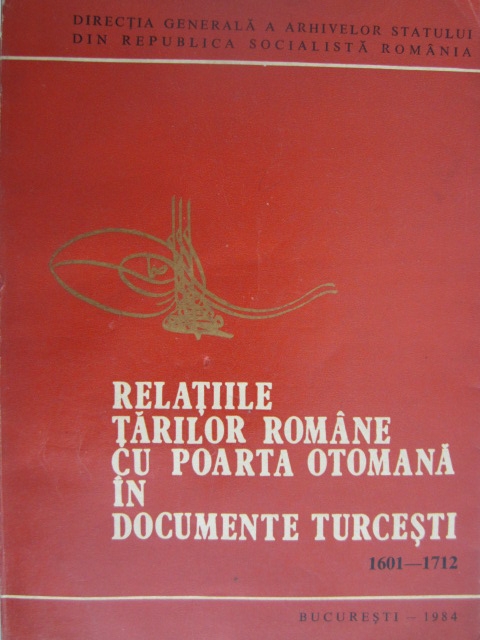 DIRECȚIA GENERALĂ A ARHIVELOR STATULUI
DIN REPUBLICA SOCIALISTĂ ROMÂNIA
RELAȚIILE
ȚĂRILOR ROMÂNE
CU POARTA OTOMANĂ
ÎN
DOCUMENTE TURCEȘTI
1601—1712
BUCUREȘTI – 1984